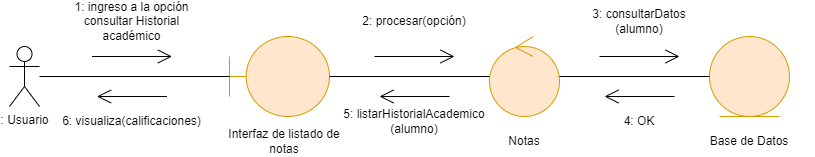 1: ingreso a la opción
consultar Historial
académico
2: procesar(opción)
3: consultarDatos
(alumno)
: Usuario
6: visualiza(calificaciones)
Interfaz de listado de
notas
5: listarHistorialAcademico
(alumno)
Notas
4: OK
Base de Datos